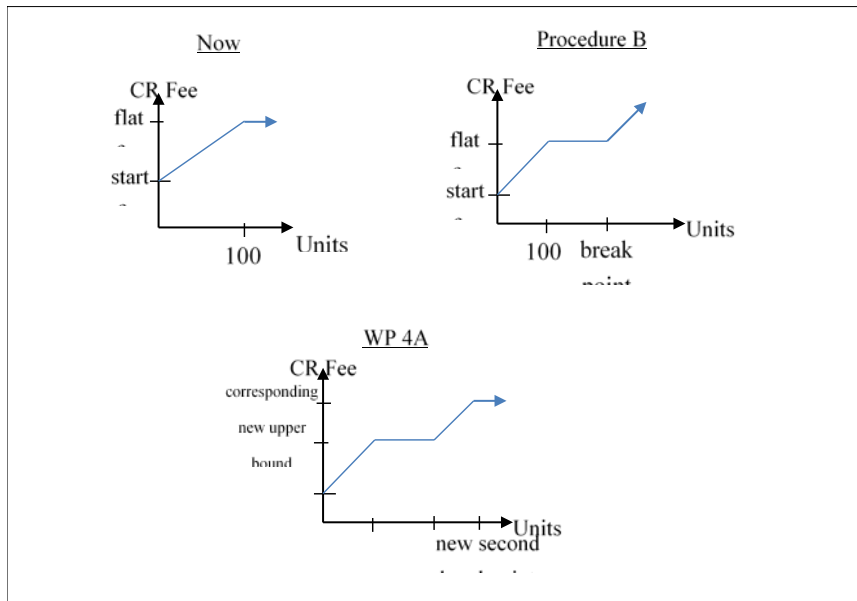 Now
CR Fee
flat
start
100
Units
Procedure B
CR Fee
flat
start
100
break
point
Units
WP 4A
CR Fee
corresponding
new upper
bound
Units
new second